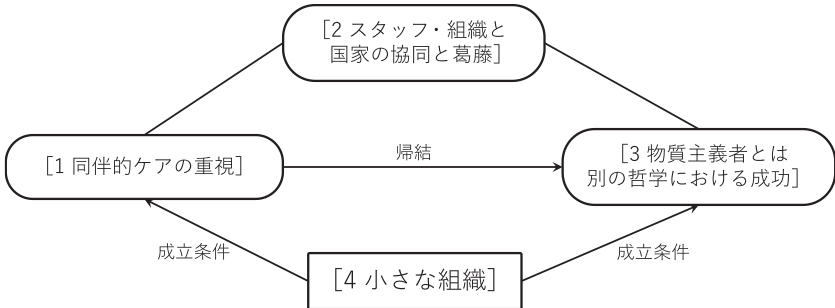 ［2 スタッフ・組織と
国家の協同と葛藤］
［1 同伴的ケアの重視］
帰結
［3 物質主義者とは
別の哲学における成功］
成立条件
成立条件
［4 小さな組織］